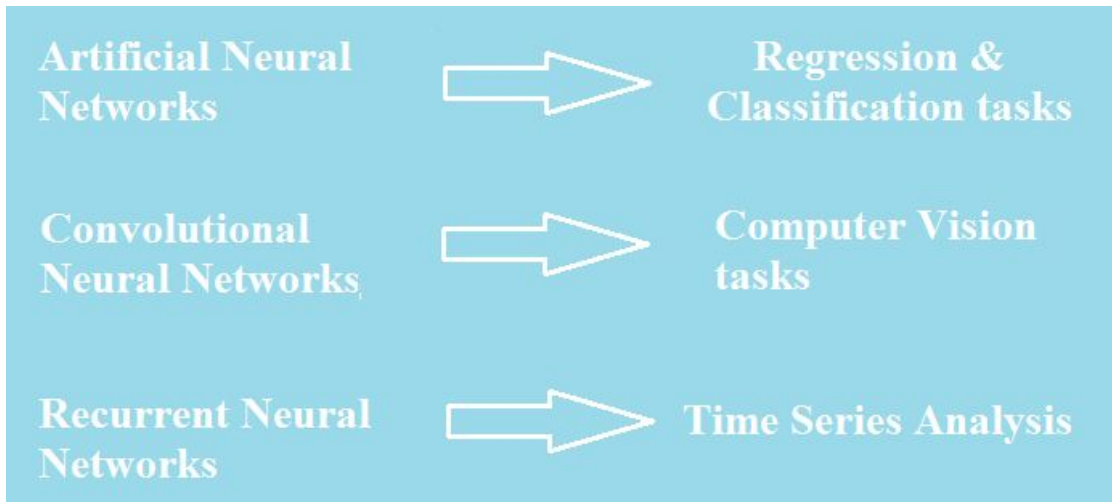 Artificial Neural
Networks
Regression &
Classification tasks
Convolutional
Neural Networks
Computer Vision
tasks
Recurrent Neural
Networks
Time Series Analysis